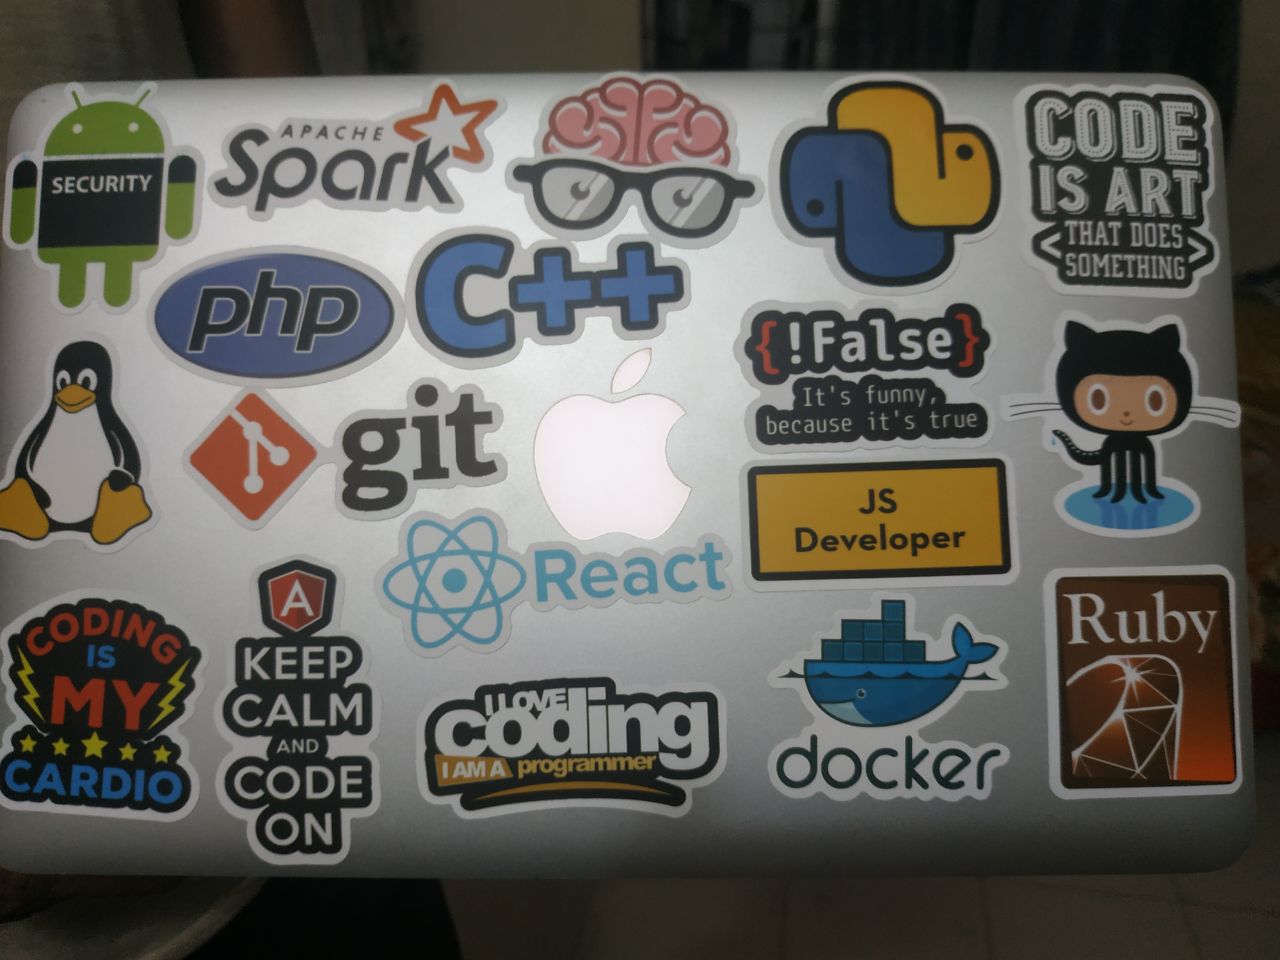 SECURITY
APACHE
Spark
CODE
IS ART
<THAT DOES>
SOMETHING
php
C++
{!False}
It's funny,
because it's true
git
JS
Developer
React
CODING
IS
MY
CARDIO
A
KEEP
CALM
AND
CODE
ON
I LOVE
coding
I AM A programmer
docker
Ruby